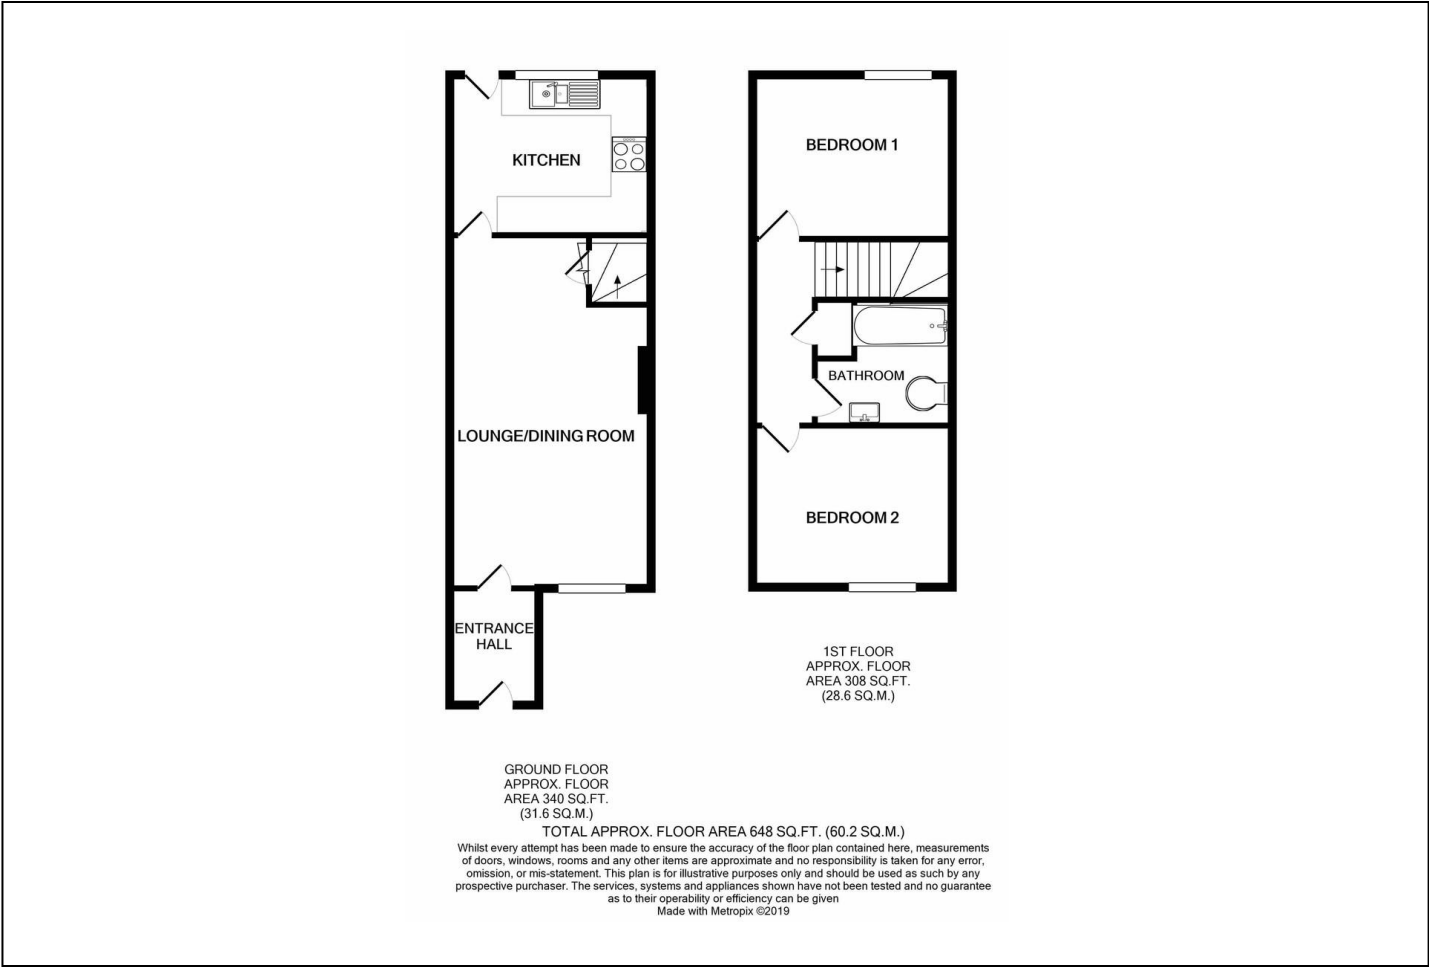 KITCHEN
LOUNGE/DINING ROOM
ENTRANCE
HALL
BEDROOM 1
BATHROOM
BEDROOM 2
1ST FLOOR
APPROX. FLOOR
AREA 308 SQ.FT.
(28.6 SQ.M.)
GROUND FLOOR
APPROX. FLOOR
AREA 340 SQ.FT.
(31.6 SQ.M.)
TOTAL APPROX. FLOOR AREA 648 SQ.FT. (60.2 SQ.M.)
Whilst every attempt has been made to ensure the accuracy of the floor plan contained here, measurements
of doors, windows, rooms and any other items are approximate and no responsibility is taken for any error,
omission, or mis-statement. This plan is for illustrative purposes only and should be used as such by any
prospective purchaser. The services, systems and appliances shown have not been tested and no guarantee
as to their operability or efficiency can be given
Made with Metropix ©2019